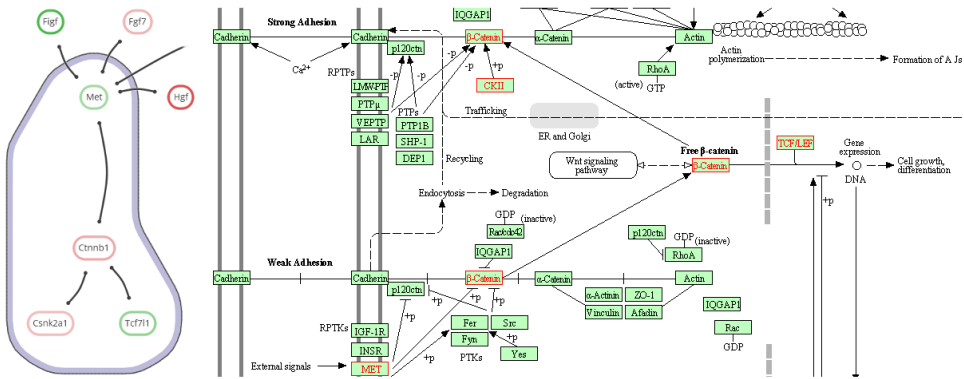 Figf
Fgf7
Met
Hgf
Ctnnb1
Csnk2a1
Tcf7l1
Strong Adhesion
IQGAP1
Cadherin
Cadherin
p120ctn
β-Catenin
α-Catenin
Actin
Actin
polymerization
Formation of A Js
Ca2+
RPTPs
-p
-p
-p
-p
+p
CKII
RhoA
(active)
GTP
LMW-PTP
PTPμ
VEPTP
LAR
PTPs
PTP1B
SHP-1
DEP1
Trafficking
ER and Golgi
Recycling
Free β-catenin
Wnt signaling
pathway
β-Catenin
TCF/LEF
Gene
expression
DNA
Cell growth,
differentiation
+p
Endocytosis
Degradation
GDP
(inactive)
Rac/cdc42
IQGAP1
p120ctn
GDP
(inactive)
RhoA
Weak Adhesion
Cadherin
Cadherin
p120ctn
β-Catenin
α-Catenin
Actin
+p
+p
+p
+p
α-Actinin
ZO-1
Vinculin
Afadin
IQGAP1
Rac
GDP
RPTKs
IGF-1R
INSR
MET
External signals
Fer
Src
Fyn
Yes
+p
+p
PTKs